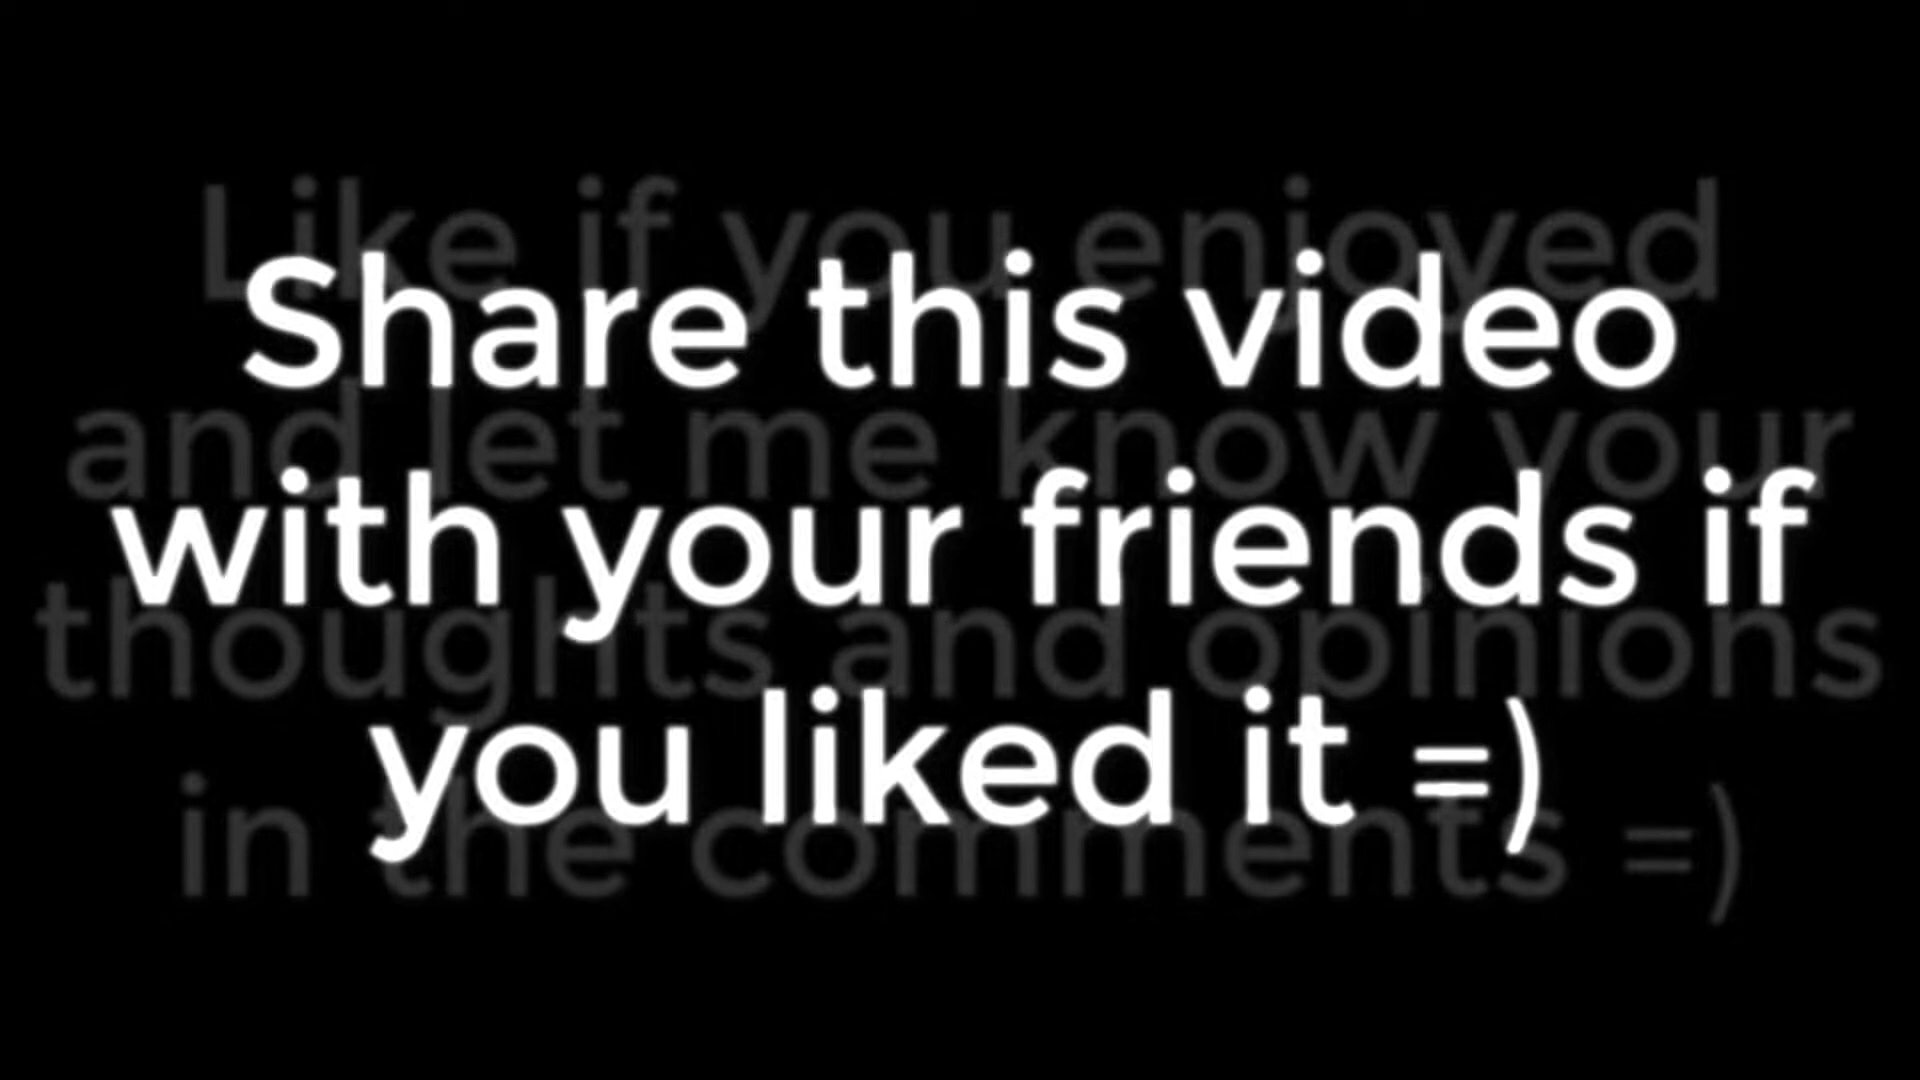 Like if you enjoyed
Share this video
and let me know your
with your friends if
thoughts and opinions
you liked it =)
in the comments =)